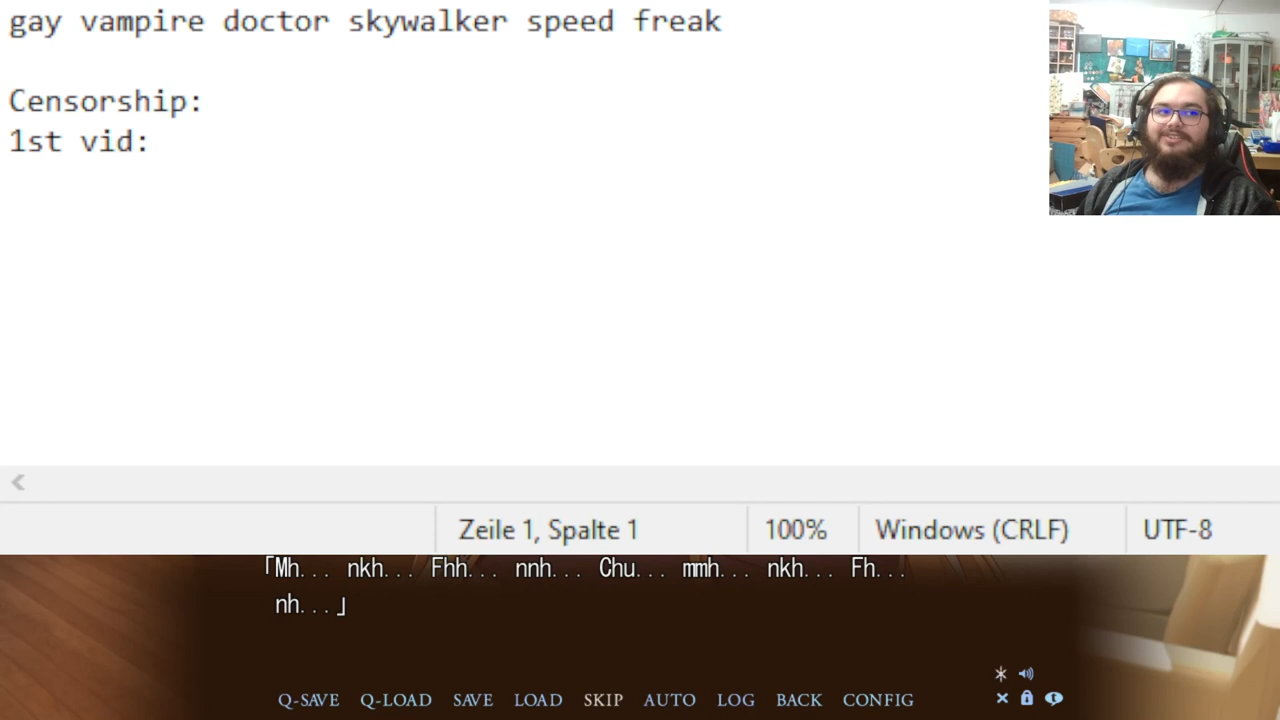 gay vampire doctor skywalker speed freak
Censorship:
1st vid:
Zeile 1, Spalte 1 100% Windows (CRLF) UTF-8
「Mh... nkh... Fhh... nnh... Chu... mmh... nkh... Fh...
nh...」
Q-SAVE Q-LOAD SAVE LOAD SKIP AUTO LOG BACK CONFIG